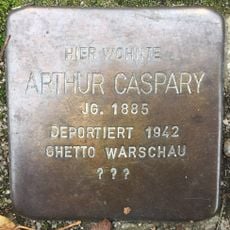 HIER WOHNTE
ARTHUR CASPARY
JG. 1885
DEPORTIERT 1942
GHETTO WARSCHAU
???